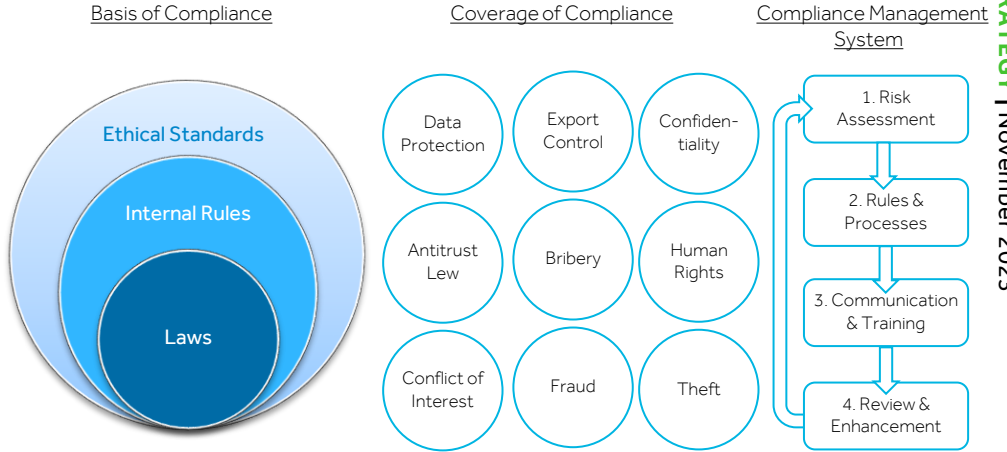 Basis of Compliance
Ethical Standards
Internal Rules
Laws
Coverage of Compliance
Data
Protection
Export
Control
Confiden-
tiality
Antitrust
Lew
Bribery
Human
Rights
Conflict of
Interest
Fraud
Theft
Compliance Management
System
1. Risk
Assessment
2. Rules &
Processes
3. Communication
& Training
4. Review &
Enhancement
| November 2023